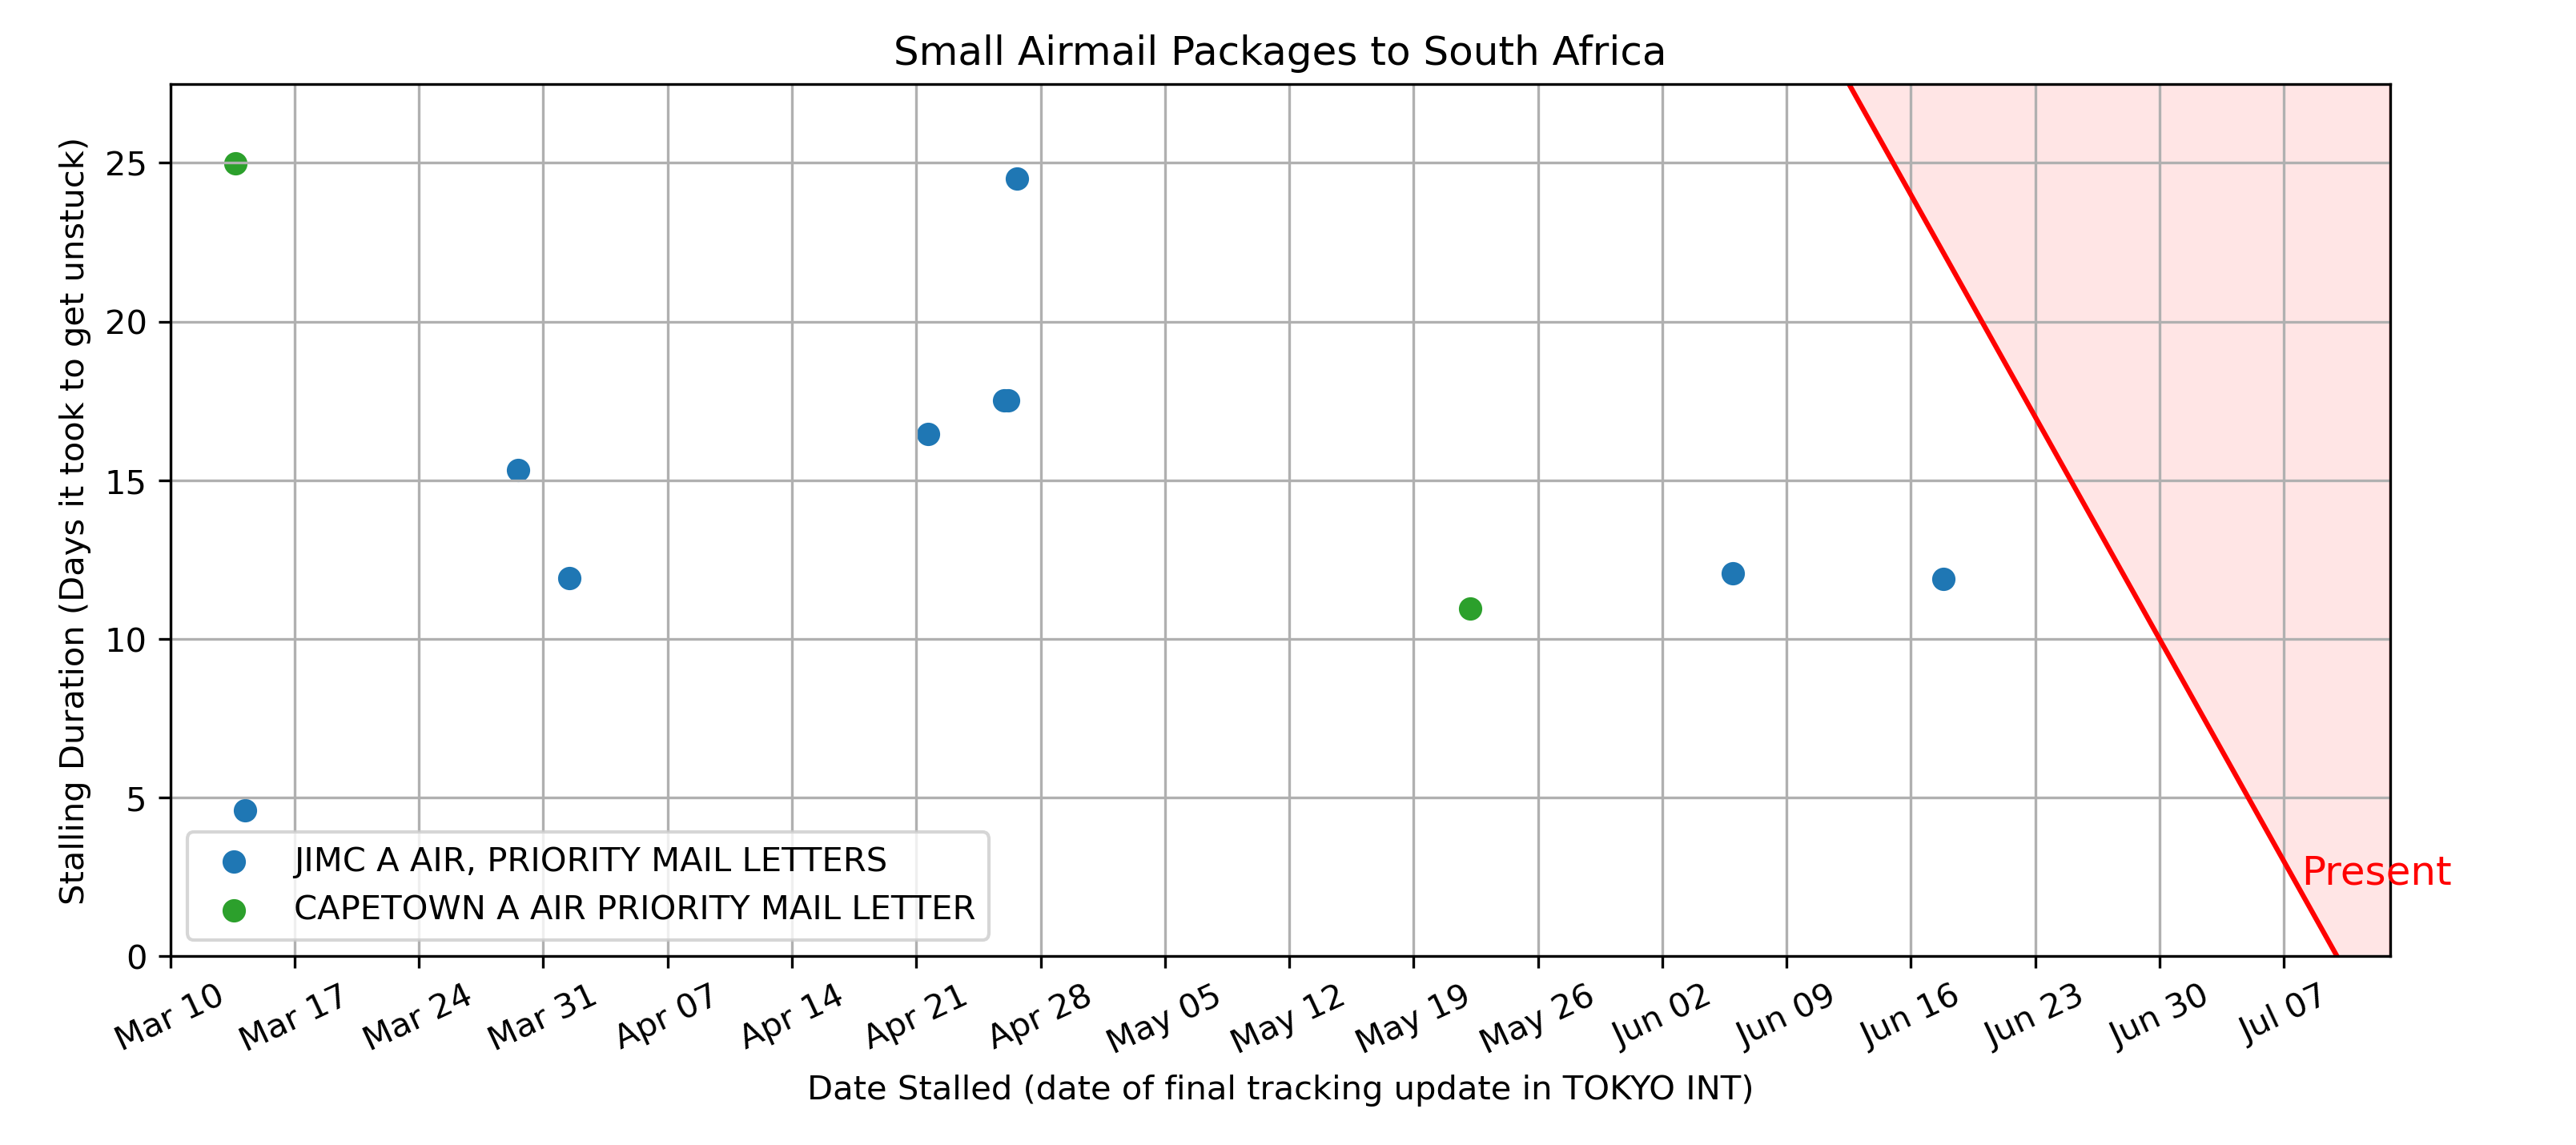 Small Airmail Packages to South Africa
Stalling Duration (Days it took to get unstuck)
25
20
15
10
5
0
JIMC A AIR, PRIORITY MAIL LETTERS
CAPETOWN A AIR PRIORITY MAIL LETTER
Present
Mar 10 Mar 17 Mar 24 Mar 31 Apr 07 Apr 14 Apr 21 Apr 28 May 05 May 12 May 19 May 26 Jun 02 Jun 09 Jun 16 Jun 23 Jun 30 Jul 07
Date Stalled (date of final tracking update in TOKYO INT)